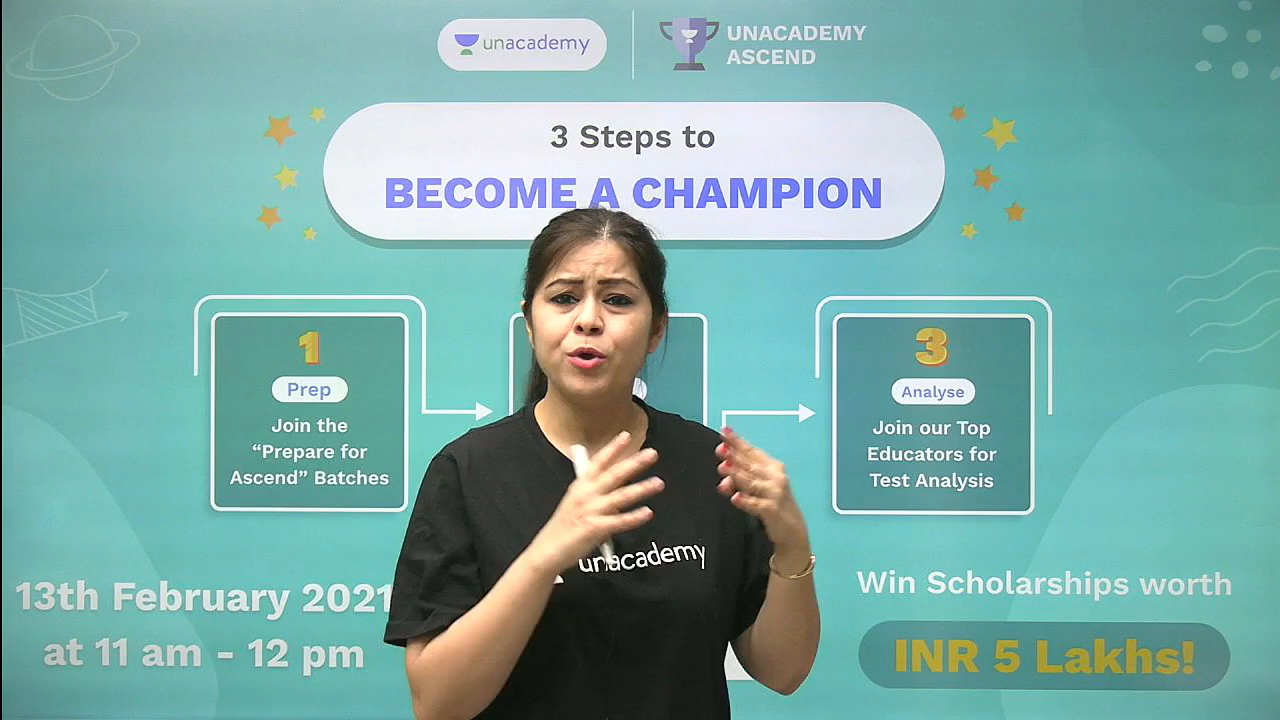 unacademy
UNACADEMY
ASCEND
3 Steps to
BECOME A CHAMPION
1
Prep
Join the
“Prepare for
Ascend” Batches
3
Analyse
Join our Top
Educators for
Test Analysis
unacademy
13th February 2021
at 11 am - 12 pm
Win Scholarships worth
INR 5 Lakhs!